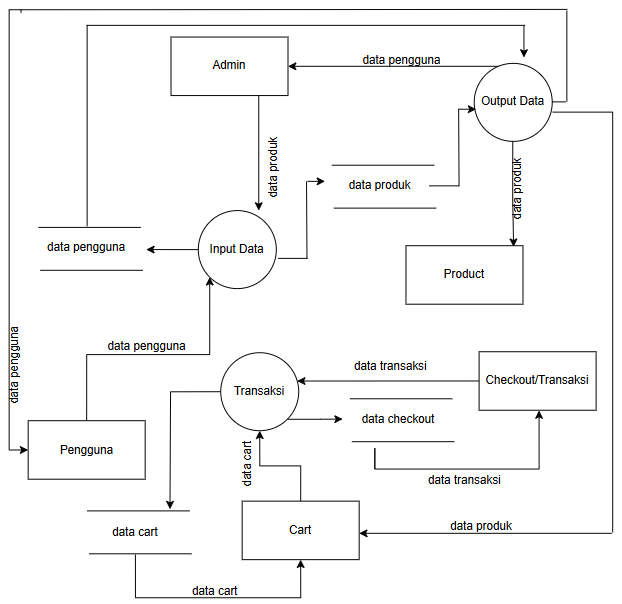 data pengguna
Admin
Output Data
data produk
data produk
data produk
data pengguna
Input Data
Product
data pengguna
data pengguna
data transaksi
Checkout/Transaksi
Transaksi
data checkout
Pengguna
data cart
data transaksi
data cart
Cart
data produk
data cart